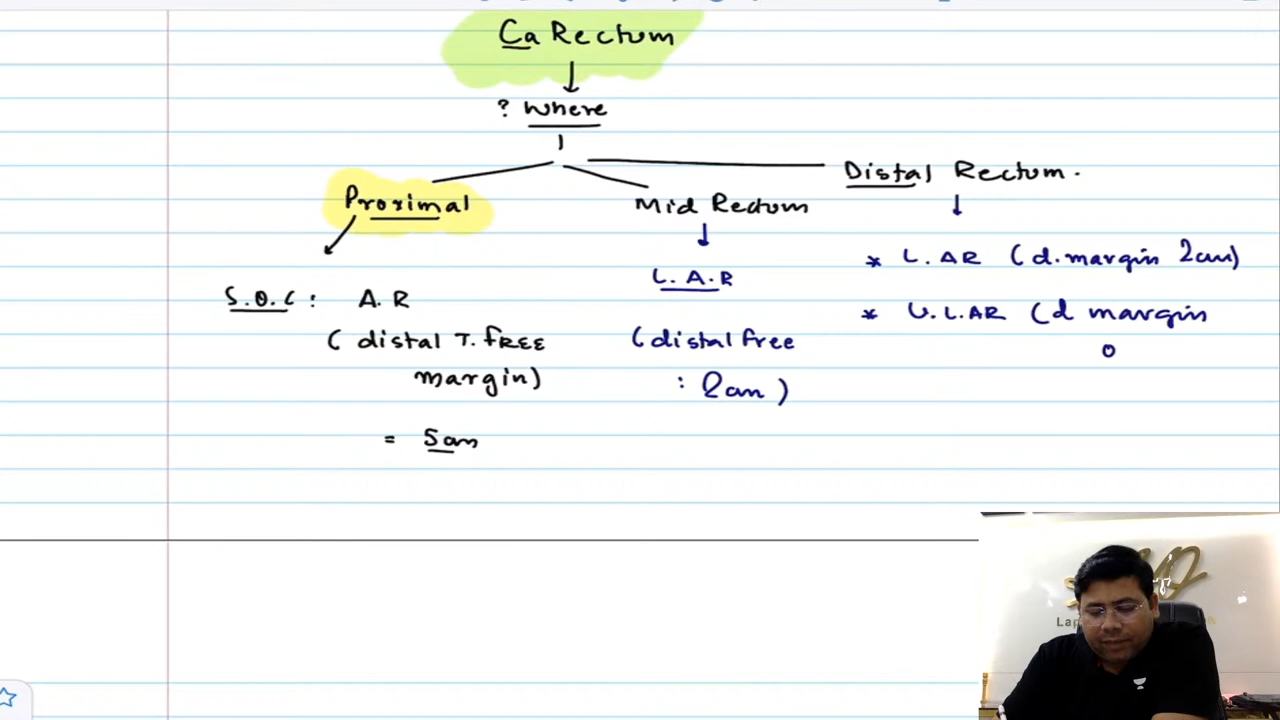 Ca Rectum
? Where
Proximal
Mid Rectum
Distal Rectum.
S.O.C : A.R
( distal T. FREE
margin)
= 5cm
L.A.R
(distal free
: 2cm )
* L.AR (d.margin 2cm)
* U.L.AR (d margin
0
Lap